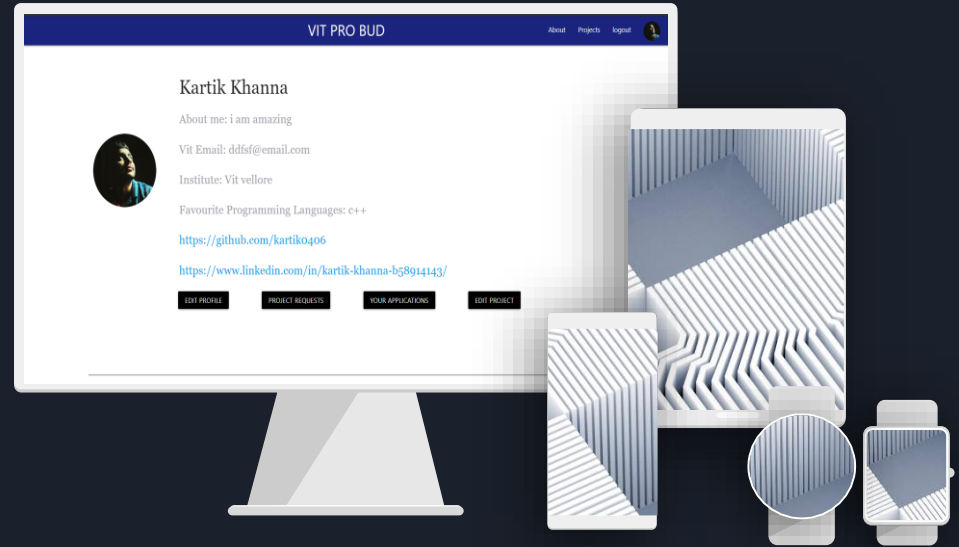 VIT PRO BUD
About Projects logout
Kartik Khanna
About me: i am amazing
Vit Email: ddfsf@email.com
Institute: Vit vellore
Favourite Programming Languages: c++
https://github.com/kartik0406
https://www.linkedin.com/in/kartik-khanna-b58914143/
EDIT PROFILE PROJECT REQUESTS YOUR APPLICATIONS EDIT PROJECT